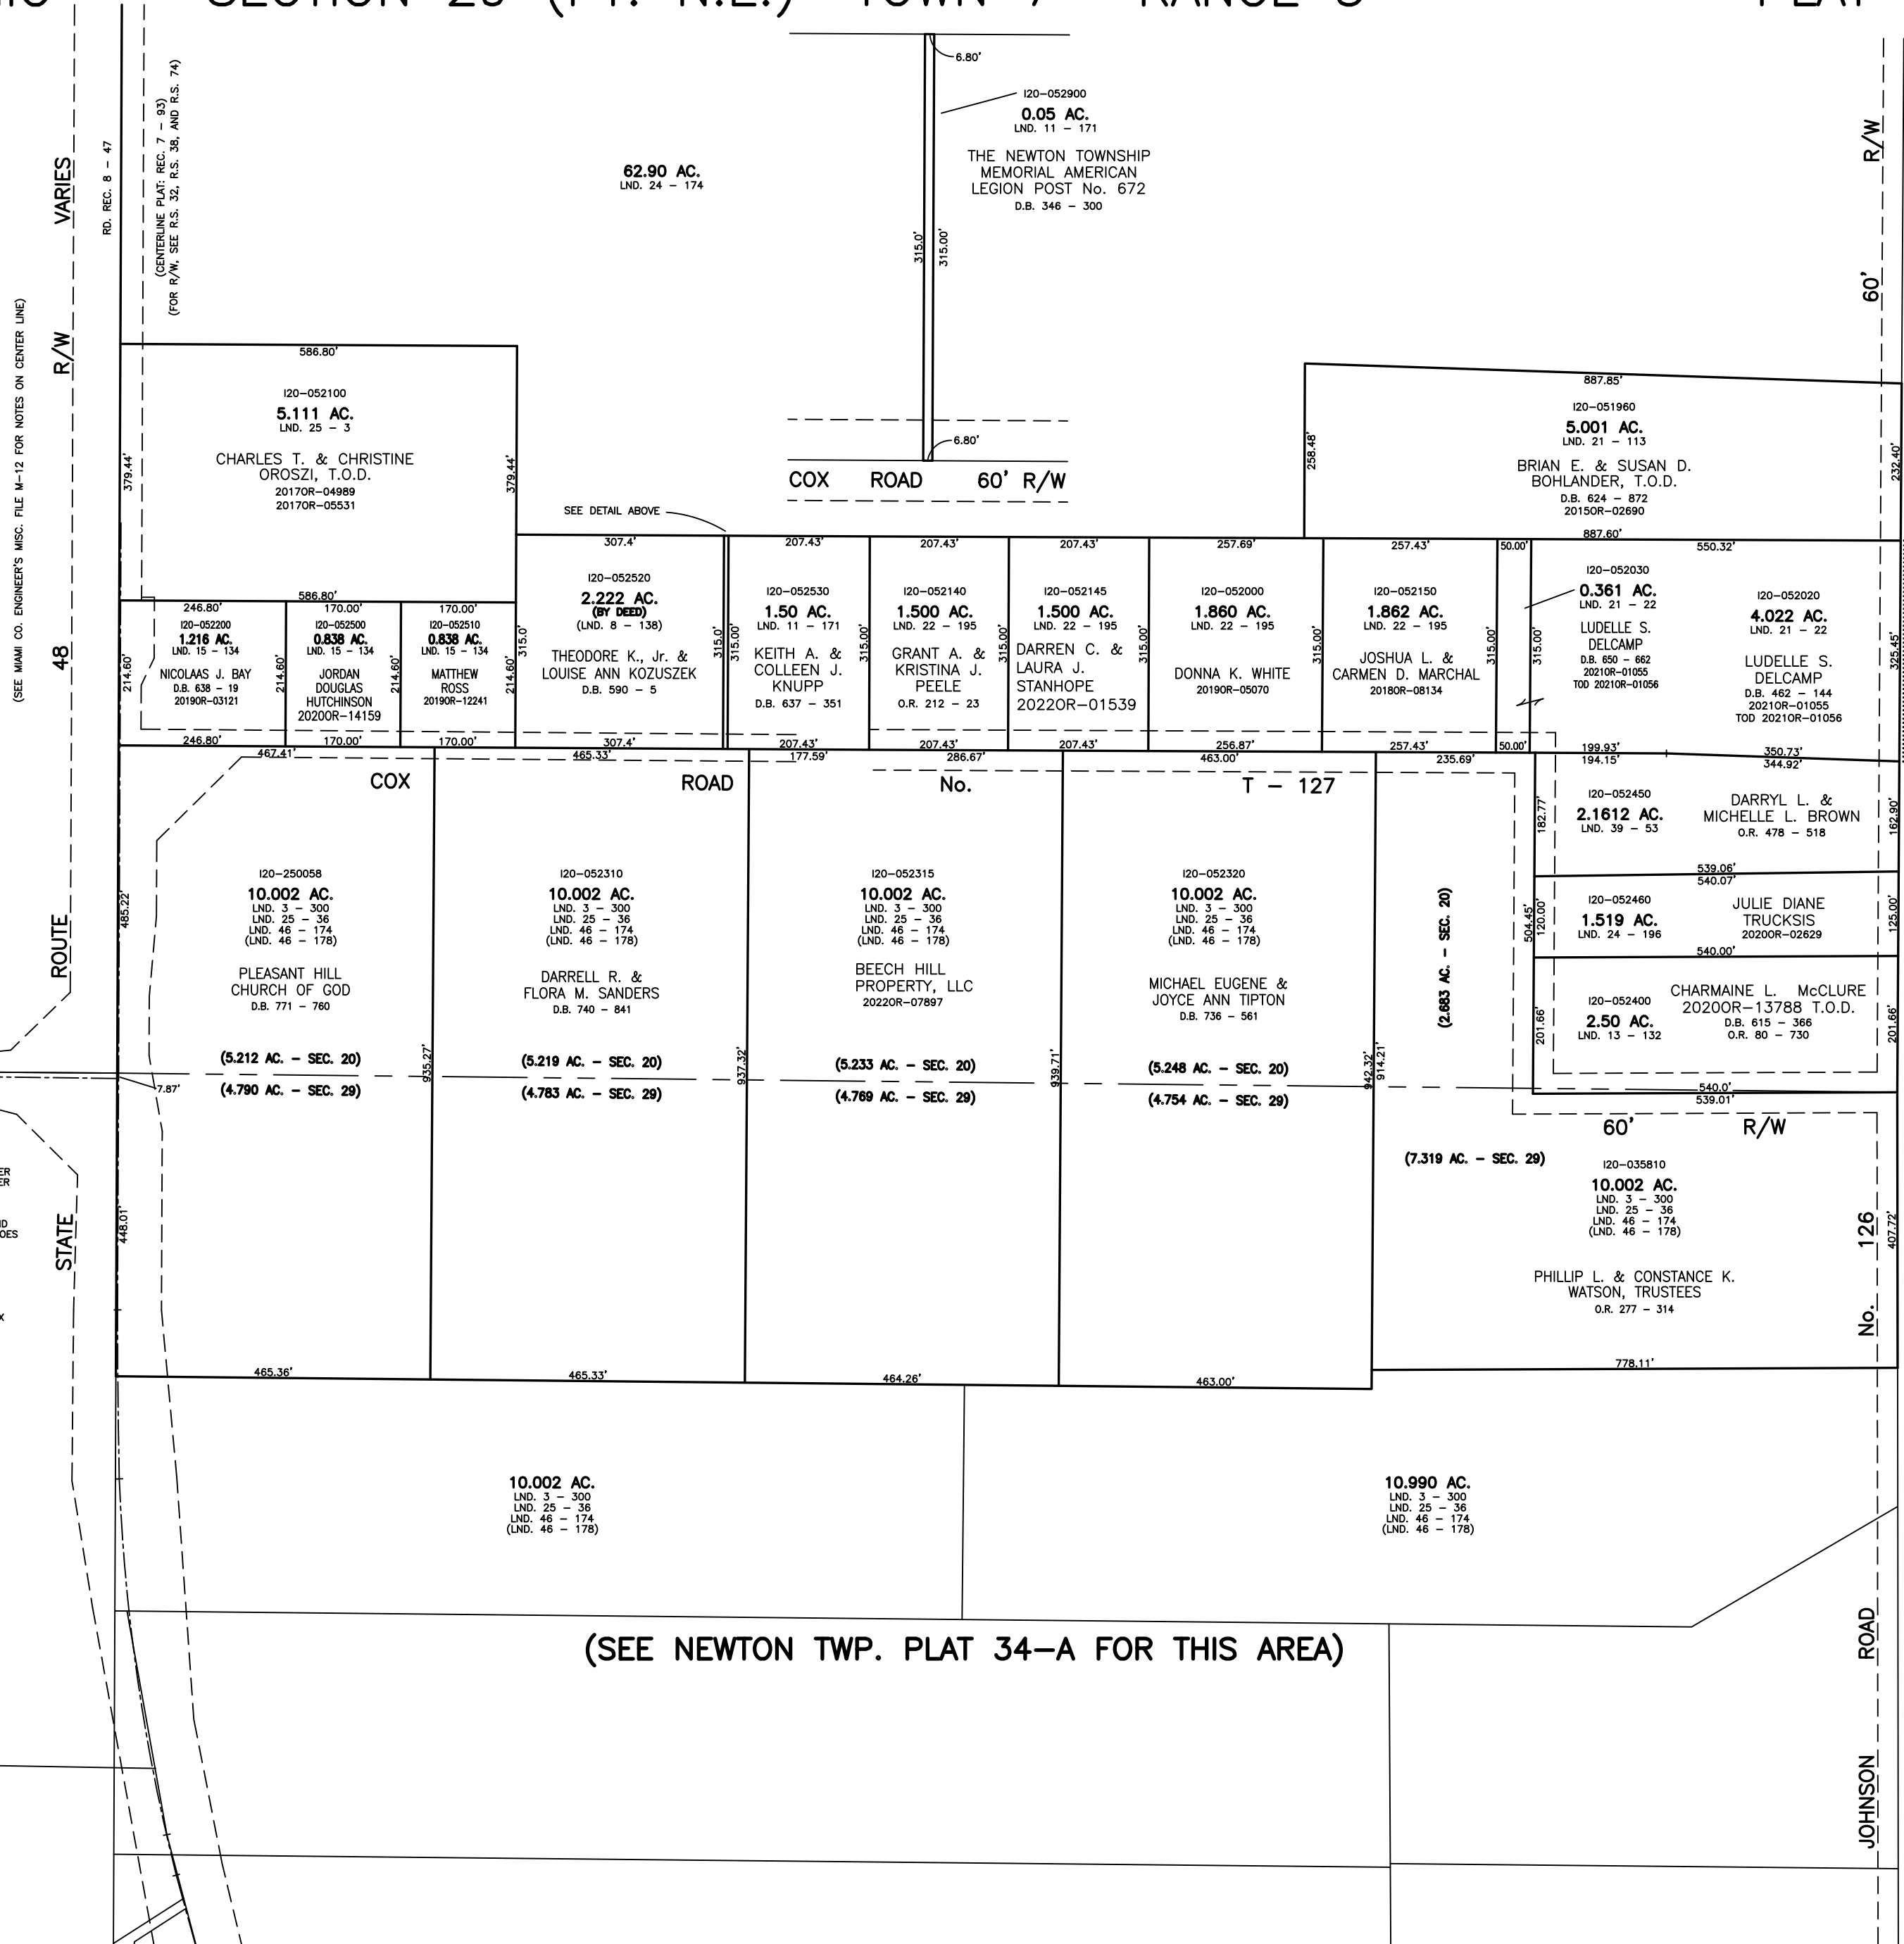 6.80'
I20-052900
0.05 AC.
LND. 11 - 171
THE NEWTON TOWNSHIP
MEMORIAL AMERICAN
LEGION POST No. 672
D.B. 346 - 300
315.0'
315.00'
6.80'
COX ROAD 60' R/W
62.90 AC.
LND. 24 - 174
(SEE MIAMI CO. ENGINEER'S MISC. FILE M-12 FOR NOTES ON CENTER LINE)
STATE ROUTE 48 R/W VARIES
RD. REC. 8 - 47
(CENTERLINE PLAT: REC. 7 - 93)
(FOR R/W, SEE R.S. 32, R.S. 38, AND R.S. 74)
R/W
60'
586.80'
I20-052100
5.111 AC.
LND. 25 - 3
CHARLES T. & CHRISTINE
OROSZI, T.O.D.
2017OR-04989
2017OR-05531
379.44'
379.44'
586.80'
887.85'
I20-051960
5.001 AC.
LND. 21 - 113
BRIAN E. & SUSAN D.
BOHLANDER, T.O.D.
D.B. 624 - 872
2015OR-02690
258.48'
232.40'
887.60'
SEE DETAIL ABOVE
246.80'
I20-052200
1.216 AC.
LND. 15 - 134
NICOLAAS J. BAY
D.B. 638 - 19
2019OR-03121
214.60'
214.60'
246.80'
170.00'
I20-052500
0.838 AC.
LND. 15 - 134
JORDAN
DOUGLAS
HUTCHINSON
2020OR-14159
214.60'
170.00'
170.00'
I20-052510
0.838 AC.
LND. 15 - 134
MATTHEW
ROSS
2019OR-12241
214.60'
170.00'
307.4'
I20-052520
2.222 AC.
(BY DEED)
(LND. 8 - 138)
THEODORE K., Jr. &
LOUISE ANN KOZUSZEK
D.B. 590 - 5
315.0'
315.0'
307.4'
207.43'
I20-052530
1.50 AC.
LND. 11 - 171
KEITH A. &
COLLEEN J.
KNUPP
D.B. 637 - 351
315.00'
315.00'
207.43'
207.43'
I20-052140
1.500 AC.
LND. 22 - 195
GRANT A. &
KRISTINA J.
PEELE
O.R. 212 - 23
315.00'
207.43'
207.43'
I20-052145
1.500 AC.
LND. 22 - 195
DARREN C. &
LAURA J.
STANHOPE
2022OR-01539
315.00'
207.43'
257.69'
I20-052000
1.860 AC.
LND. 22 - 195
DONNA K. WHITE
2019OR-05070
315.00'
256.87'
257.43'
I20-052150
1.862 AC.
LND. 22 - 195
JOSHUA L. &
CARMEN D. MARCHAL
2018OR-08134
315.00'
257.43'
50.00'
315.00'
50.00'
I20-052030
0.361 AC.
LND. 21 - 22
LUDELLE S.
DELCAMP
D.B. 650 - 662
2021OR-01055
TOD 2021OR-01056
550.32'
I20-052020
4.022 AC.
LND. 21 - 22
LUDELLE S.
DELCAMP
D.B. 462 - 144
2021OR-01055
TOD 2021OR-01056
325.45'
199.93'
350.73'
467.41'
465.33'
177.59'
286.67'
463.00'
235.69'
194.15'
344.92'
COX ROAD No. T - 127
I20-250058
10.002 AC.
LND. 3 - 300
LND. 25 - 36
LND. 46 - 174
(LND. 46 - 178)
PLEASANT HILL
CHURCH OF GOD
D.B. 771 - 760
(5.212 AC. - SEC. 20)
(4.790 AC. - SEC. 29)
485.22'
7.87'
448.01'
935.27'
465.36'
I20-052310
10.002 AC.
LND. 3 - 300
LND. 25 - 36
LND. 46 - 174
(LND. 46 - 178)
DARRELL R. &
FLORA M. SANDERS
D.B. 740 - 841
(5.219 AC. - SEC. 20)
(4.783 AC. - SEC. 29)
937.32'
465.33'
I20-052315
10.002 AC.
LND. 3 - 300
LND. 25 - 36
LND. 46 - 174
(LND. 46 - 178)
BEECH HILL
PROPERTY, LLC
2022OR-07897
(5.233 AC. - SEC. 20)
(4.769 AC. - SEC. 29)
939.71'
464.26'
I20-052320
10.002 AC.
LND. 3 - 300
LND. 25 - 36
LND. 46 - 174
(LND. 46 - 178)
MICHAEL EUGENE &
JOYCE ANN TIPTON
D.B. 736 - 561
(5.248 AC. - SEC. 20)
(4.754 AC. - SEC. 29)
942.32'
914.21'
463.00'
(2.683 AC. - SEC. 20)
504.45'
182.77'
I20-052450
2.1612 AC.
LND. 39 - 53
DARRYL L. &
MICHELLE L. BROWN
O.R. 478 - 518
162.90'
539.06'
540.07'
120.00'
I20-052460
1.519 AC.
LND. 24 - 196
JULIE DIANE
TRUCKSIS
2020OR-02629
125.00'
540.00'
201.66'
I20-052400
2.50 AC.
LND. 13 - 132
CHARMAINE L. McCLURE
2020OR-13788 T.O.D.
D.B. 615 - 366
O.R. 80 - 730
201.66'
540.0'
539.01'
60' R/W
(7.319 AC. - SEC. 29)
I20-035810
10.002 AC.
LND. 3 - 300
LND. 25 - 36
LND. 46 - 174
(LND. 46 - 178)
PHILLIP L. & CONSTANCE K.
WATSON, TRUSTEES
O.R. 277 - 314
407.72'
778.11'
JOHNSON ROAD No. 126
10.002 AC.
LND. 3 - 300
LND. 25 - 36
LND. 46 - 174
(LND. 46 - 178)
10.990 AC.
LND. 3 - 300
LND. 25 - 36
LND. 46 - 174
(LND. 46 - 178)
(SEE NEWTON TWP. PLAT 34-A FOR THIS AREA)